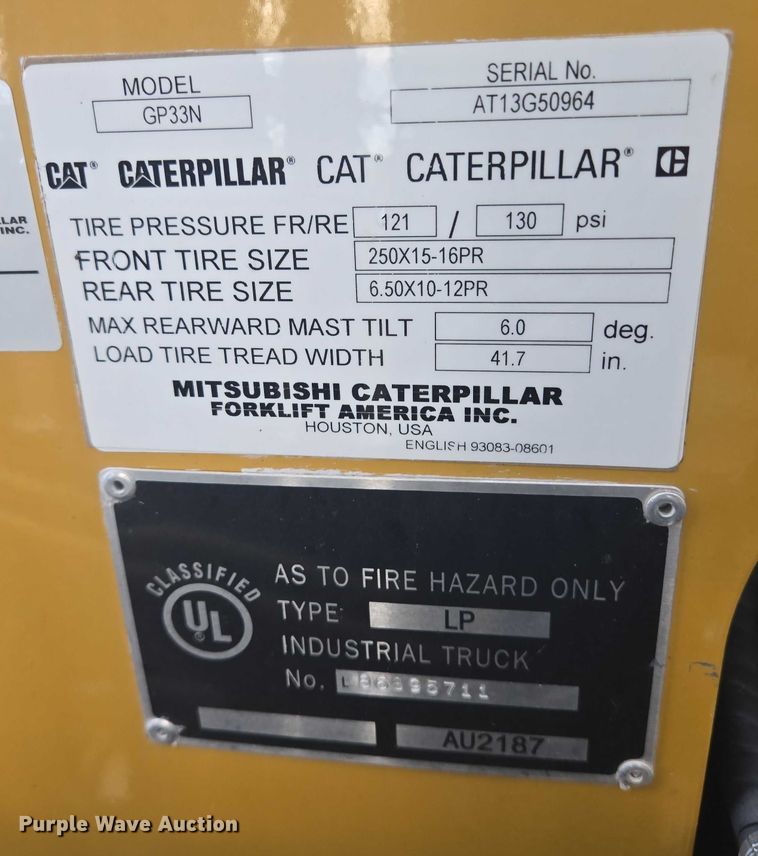 MODEL
GP33N
SERIAL No.
AT13G50964
CAT® CATERPILLAR® CAT® CATERPILLAR®
TIRE PRESSURE FR/RE 121 / 130 psi
FRONT TIRE SIZE 250X15-16PR
REAR TIRE SIZE 6.50X10-12PR
MAX REARWARD MAST TILT 6.0 deg.
LOAD TIRE TREAD WIDTH 41.7 in.
MITSUBISHI CATERPILLAR
FORKLIFT AMERICA INC.
HOUSTON, USA
ENGLISH 93083-08601
LAR
INC.
CLASSIFIED
UL®
AS TO FIRE HAZARD ONLY
TYPE LP
INDUSTRIAL TRUCK
No.
AU2187
Purple Wave Auction